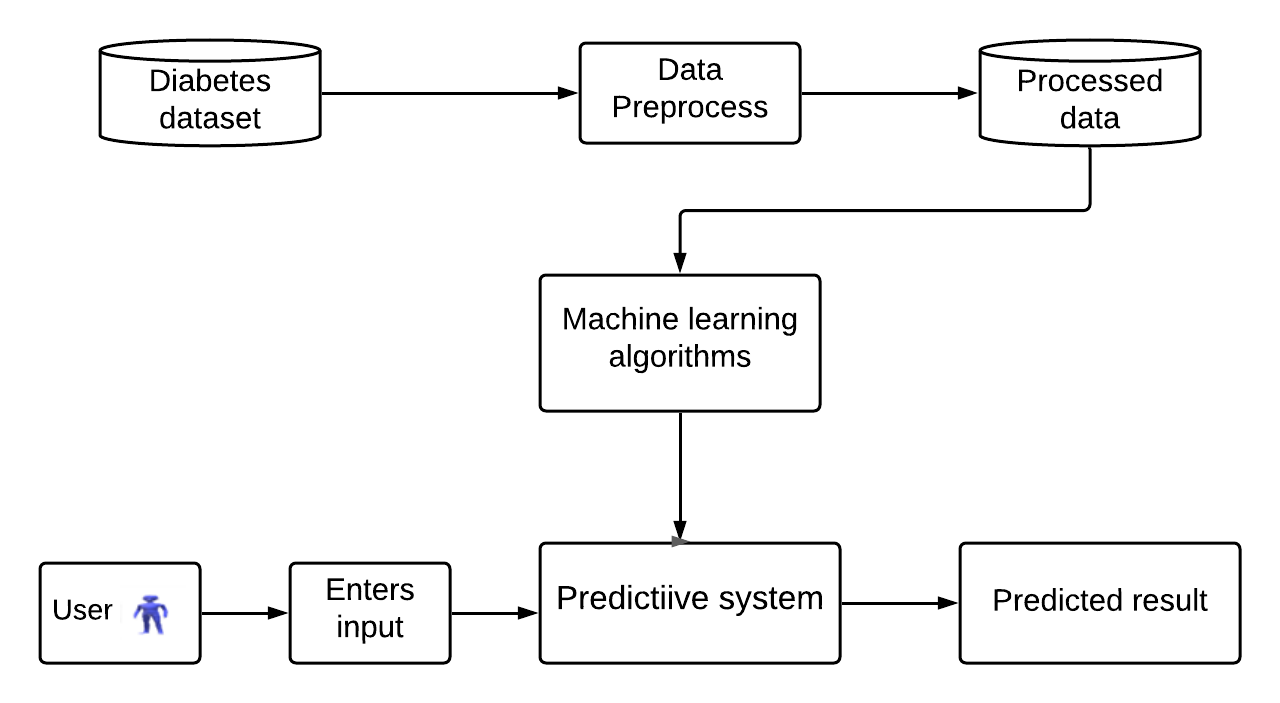 Diabetes
dataset
Data
Preprocess
Processed
data
Machine learning
algorithms
User
Enters
input
Predictiive system
Predicted result